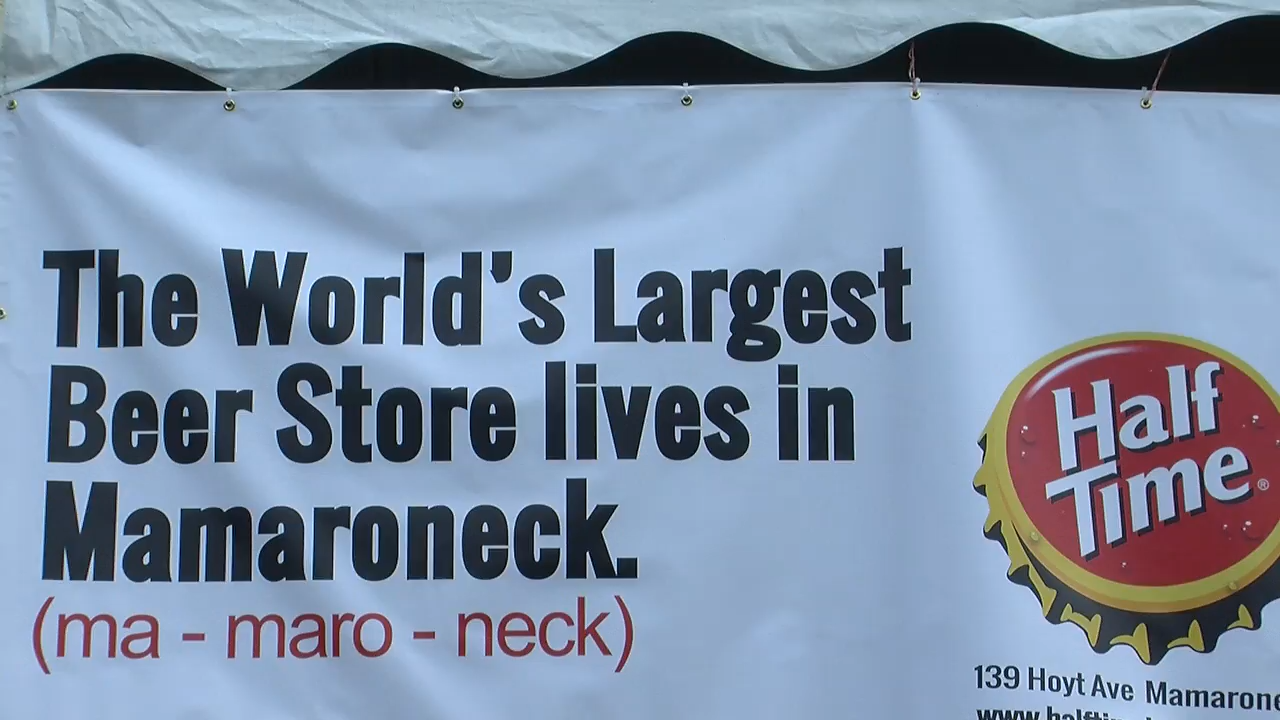 The World's Largest
Beer Store lives in
Mamaroneck.
(ma - maro - neck)
Half
Time®
139 Hoyt Ave